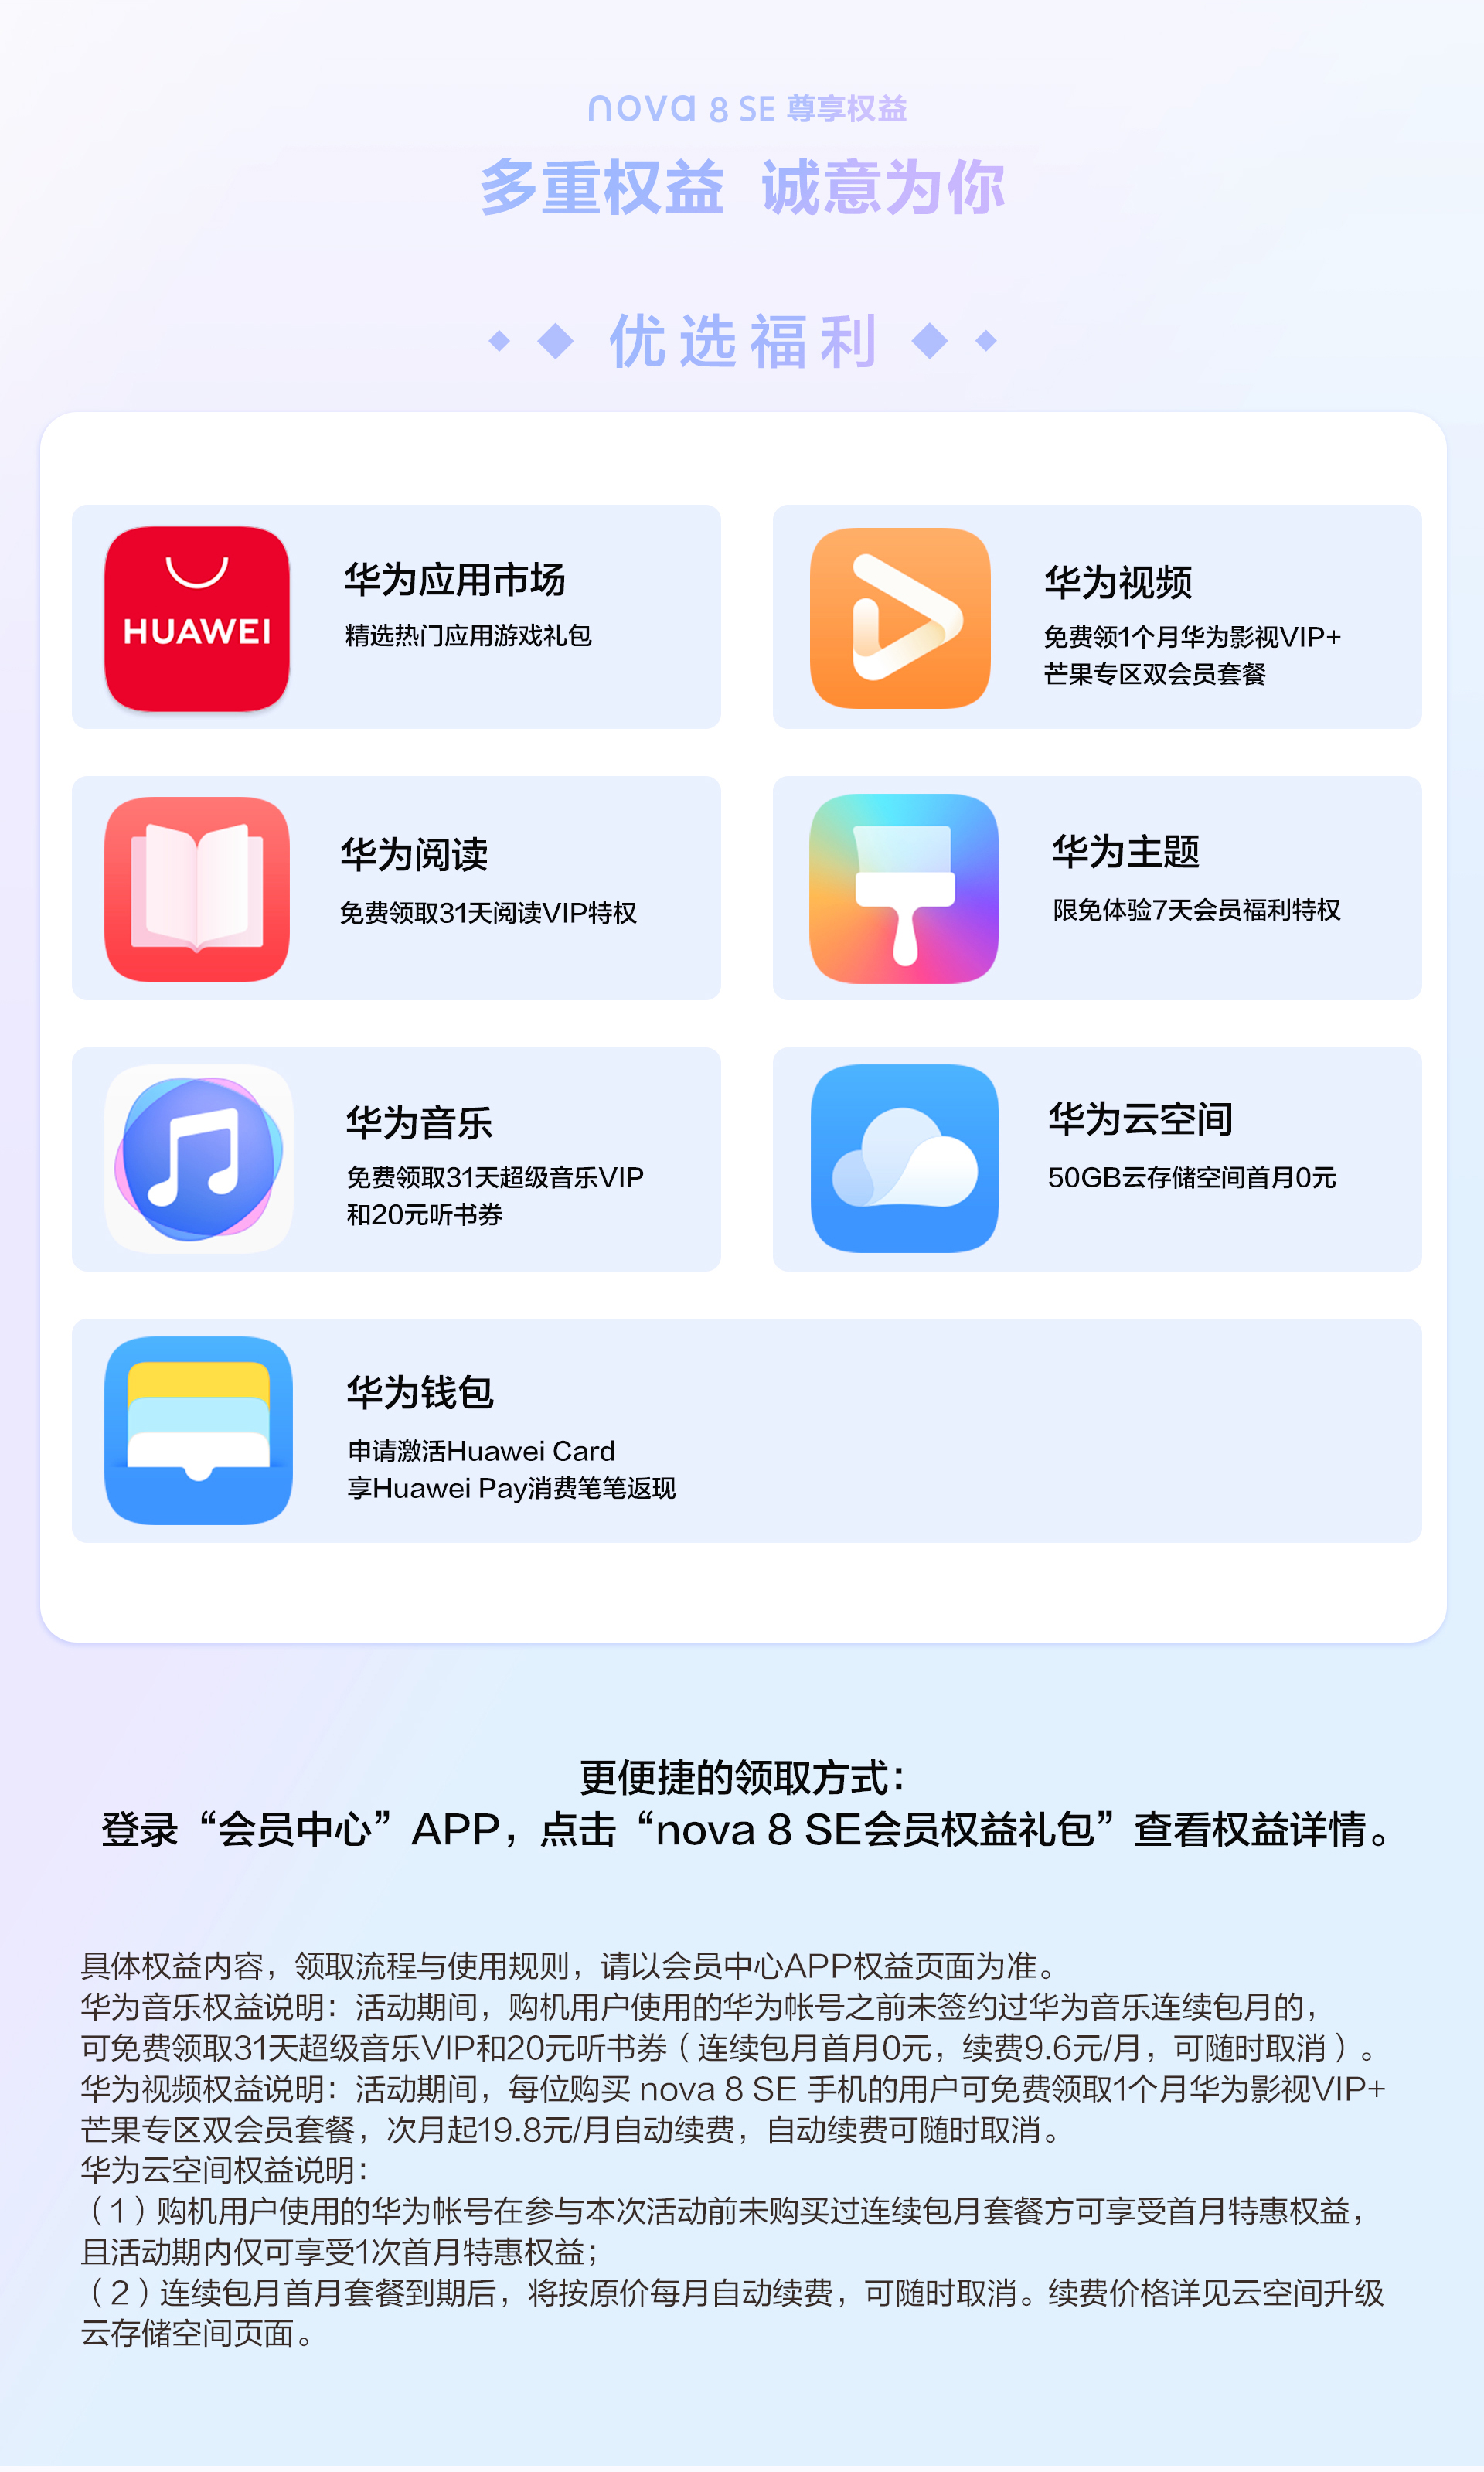 nova 8 SE 尊享权益
多重权益 诚意为你
优选福利
HUAWEI
华为应用市场
精选热门应用游戏礼包
华为视频
免费领1个月华为影视VIP+
芒果专区双会员套餐
华为阅读
免费领取31天阅读VIP特权
华为主题
限免体验7天会员福利特权
华为音乐
免费领取31天超级音乐VIP
和20元听书券
华为云空间
50GB云存储空间首月0元
华为钱包
申请激活Huawei Card
享Huawei Pay消费笔笔返现
更便捷的领取方式：
登录“会员中心”APP，点击“nova 8 SE会员权益礼包”查看权益详情。
具体权益内容，领取流程与使用规则，请以会员中心APP权益页面为准。
华为音乐权益说明：活动期间，购机用户使用的华为帐号之前未签约过华为音乐连续包月的，
可免费领取31天超级音乐VIP和20元听书券（连续包月首月0元，续费9.6元/月，可随时取消）。
华为视频权益说明：活动期间，每位购买 nova 8 SE 手机的用户可免费领取1个月华为影视VIP+
芒果专区双会员套餐，次月起19.8元/月自动续费，自动续费可随时取消。
华为云空间权益说明：
（1）购机用户使用的华为帐号在参与本次活动前未购买过连续包月套餐方可享受首月特惠权益，
且活动期内仅可享受1次首月特惠权益；
（2）连续包月首月套餐到期后，将按原价每月自动续费，可随时取消。续费价格详见云空间升级
云存储空间页面。